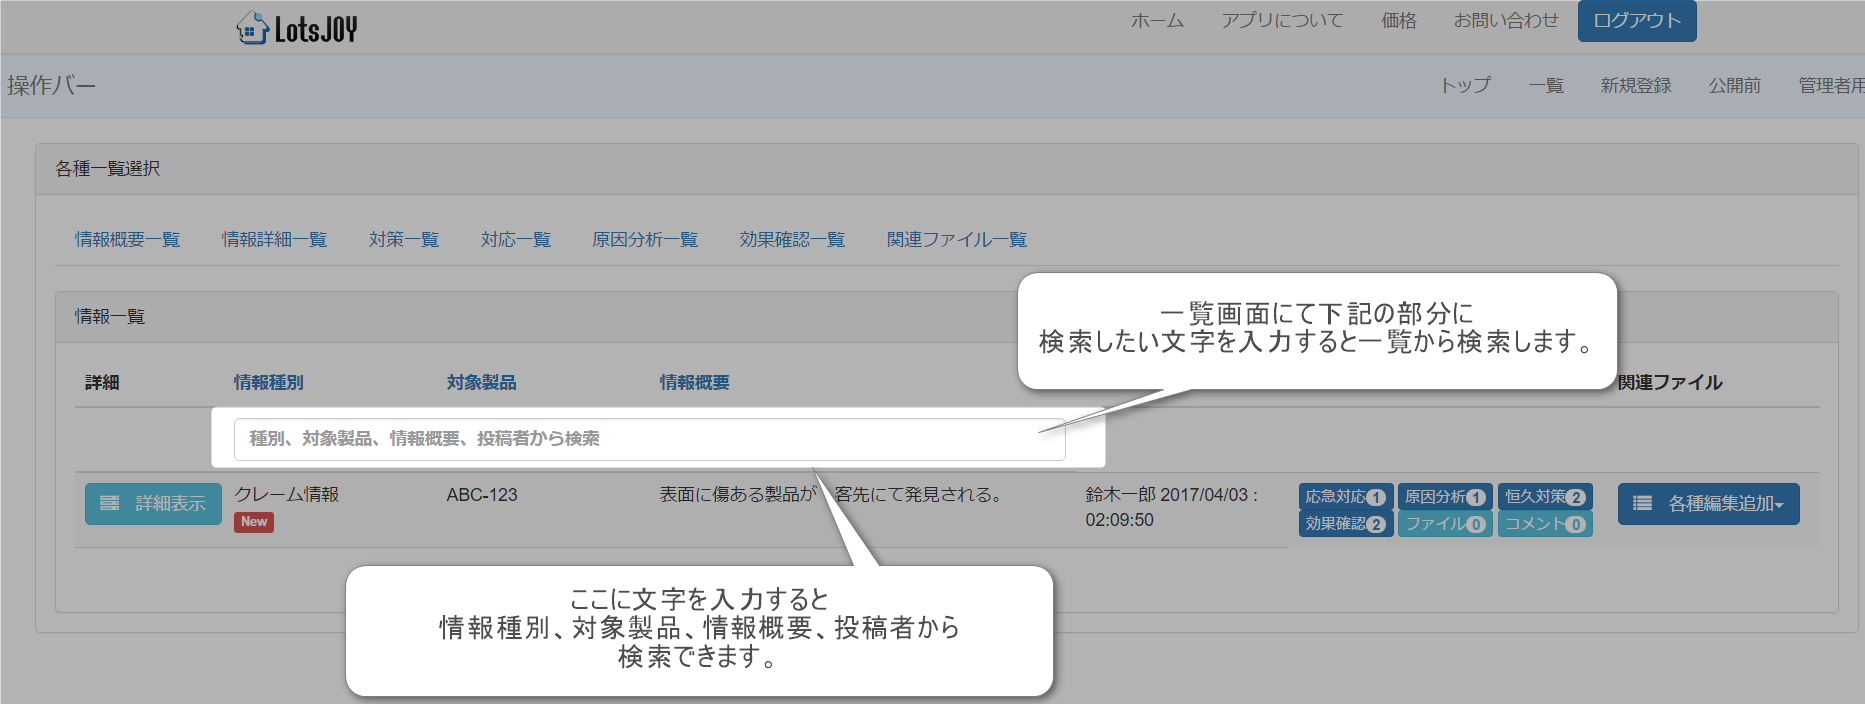 LotsJOY
ホーム アプリについて 価格 お問い合わせ ログアウト
操作バー
トップ 一覧 新規登録 公開前 管理者用
各種一覧選択
情報概要一覧 情報詳細一覧 対策一覧 対応一覧 原因分析一覧 効果確認一覧 関連ファイル一覧
情報一覧
一覧画面にて下記の部分に
検索したい文字を入力すると一覧から検索します。
詳細 情報種別 対象製品 情報概要 関連ファイル
種別、対象製品、情報概要、投稿者から検索
詳細表示 クレーム情報 ABC-123 表面に傷ある製品が 客先にて発見される。 鈴木一郎 2017/04/03 : 応急対応 1 原因分析 1 恒久対策 2 各種編集追加
New 02:09:50 効果確認 2 ファイル 0 コメント 0
ここに文字を入力すると
情報種別、対象製品、情報概要、投稿者から
検索できます。